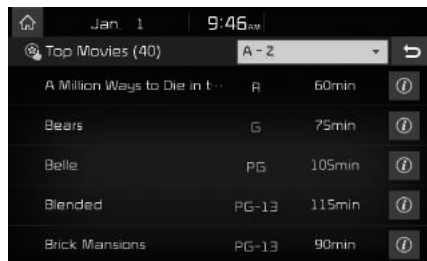 Jan. 1 9:46AM
Top Movies (40) A - Z
A Million Ways to Die in t··· R 60min
Bears G 75min
Belle PG 105min
Blended PG-13 115min
Brick Mansions PG-13 90min